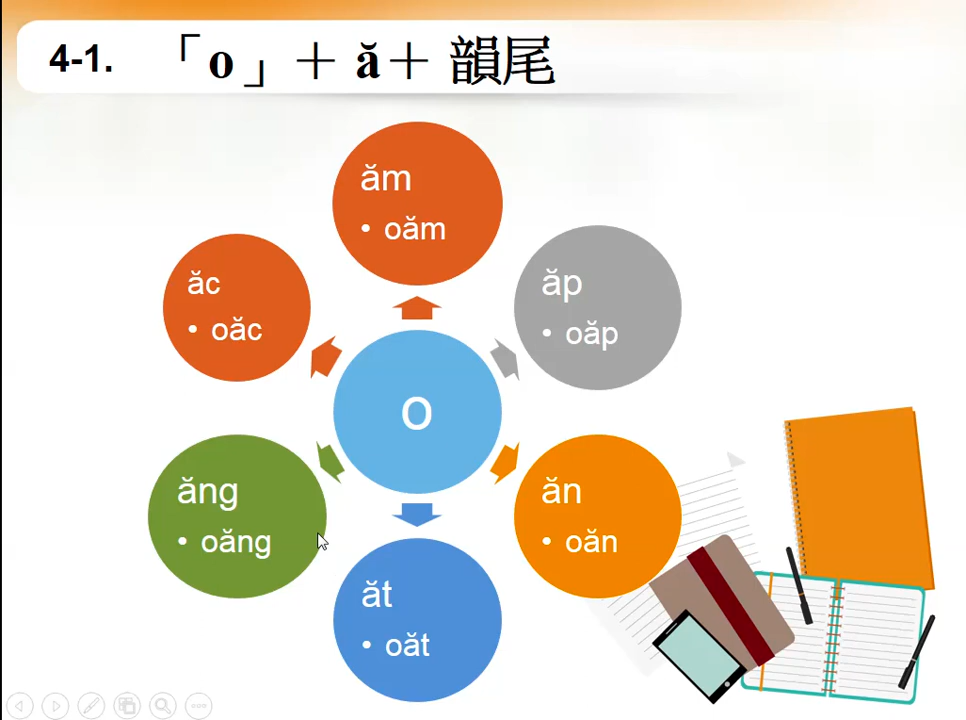 4-1. 「o」＋ ă＋ 韻尾
ăm
• oăm
ăp
• oăp
ăn
• oăn
ăt
• oăt
ăng
• oăng
ăc
• oăc
o